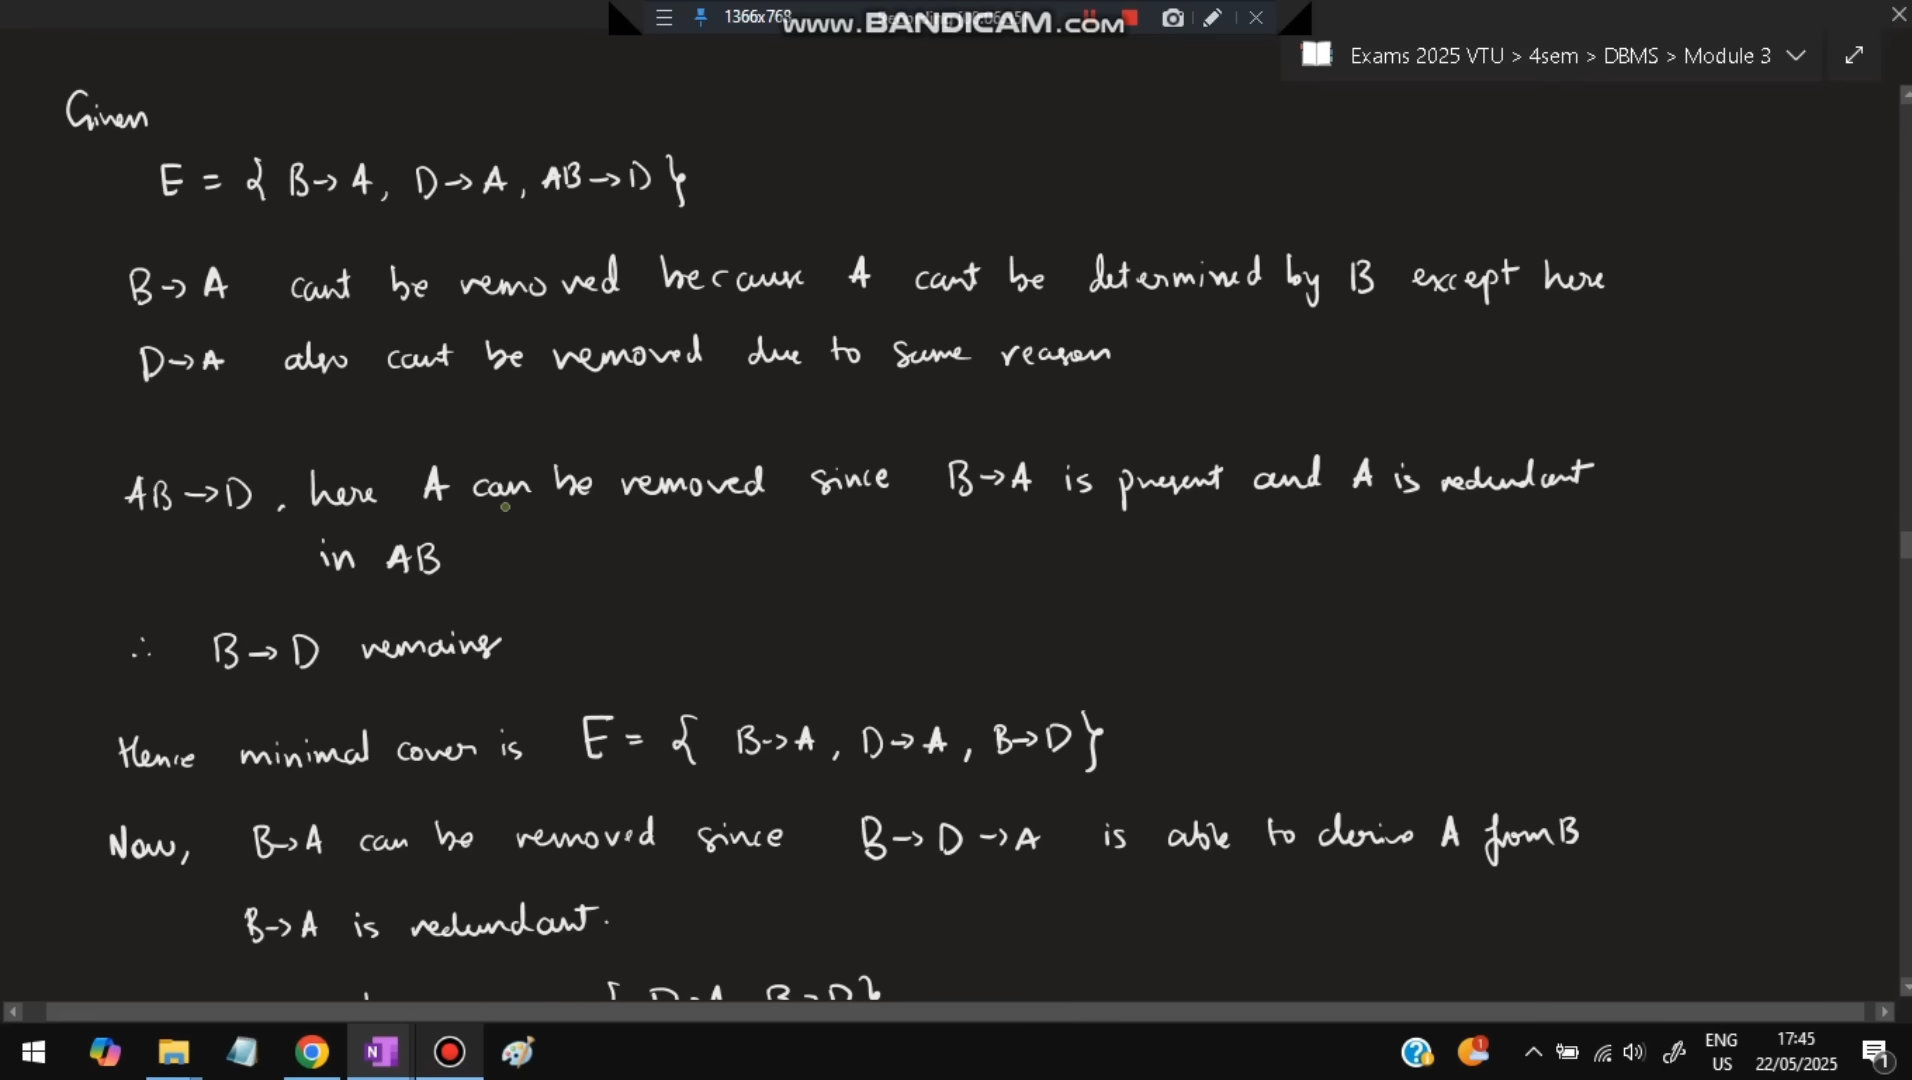 1366x768
www.BANDICAM.com
Exams 2025 VTU > 4sem > DBMS > Module 3
Given
E = { B→A, D→A, AB→D }
B→A cant be removed because A cant be determined by B except here
D→A also cant be removed due to same reason
AB→D, here A can be removed since B→A is present and A is redundant
in AB
∴ B→D remains
Hence minimal cover is E = { B→A, D→A, B→D }
Now, B→A can be removed since B→D→A is able to derive A from B
B→A is redundant.
{ D→A, B→D }
ENG
17:45
US
22/05/2025
1
1